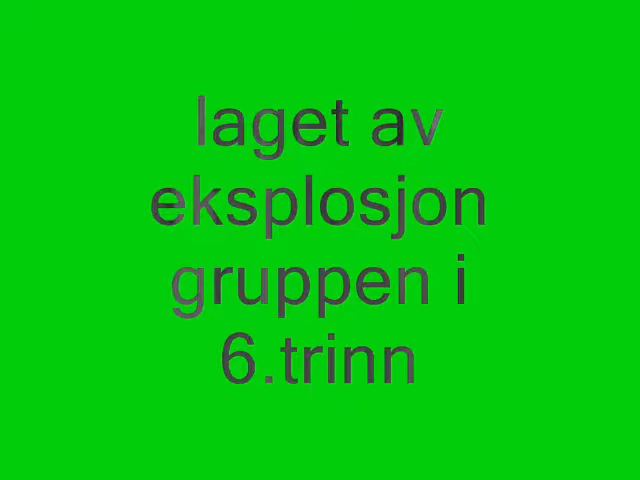 laget av
eksplosjon
gruppen i
6.trinn